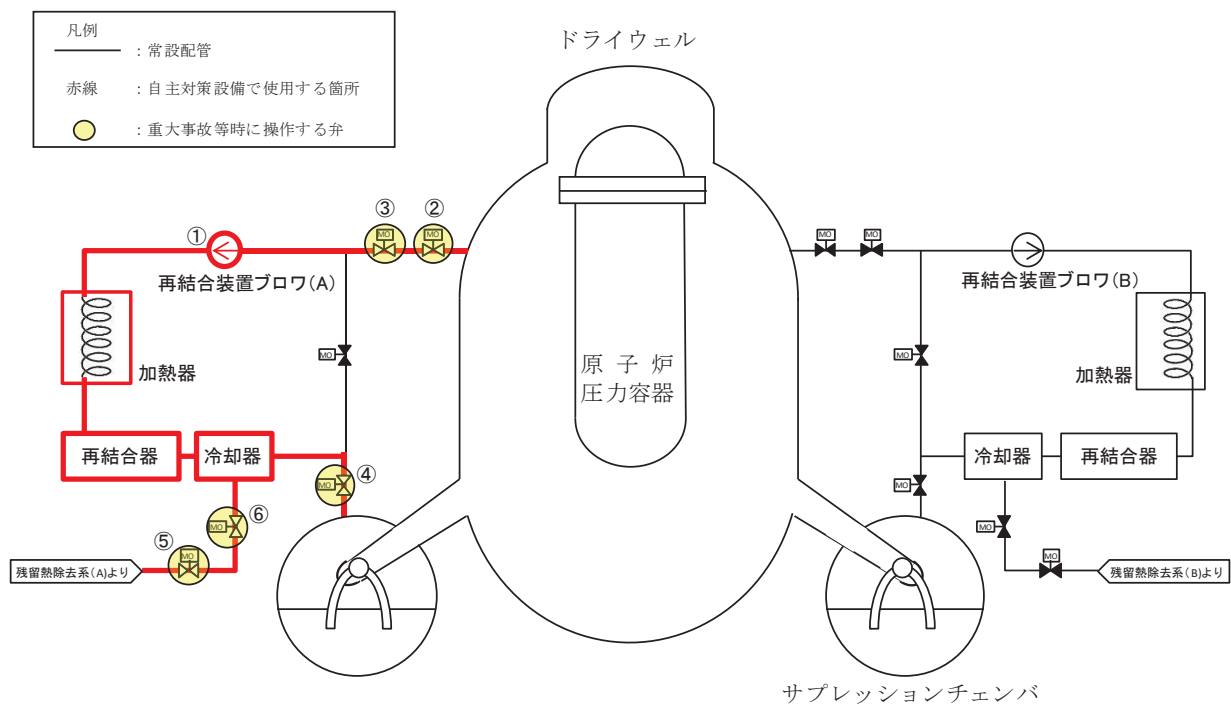 凡例
：常設配管
赤線 ：自主対策設備で使用する箇所
：重大事故等時に操作する弁
ドライウェル
① ③ ②
MO MO
MO MO
再結合装置ブロワ(A)
再結合装置ブロワ(B)
MO
MO
加熱器
加熱器
原子炉
圧力容器
再結合器
冷却器
冷却器
再結合器
MO
④
MO
MO
⑥
MO
⑤
MO
MO
残留熱除去系(A)より
残留熱除去系(B)より
サプレッションチェンバ